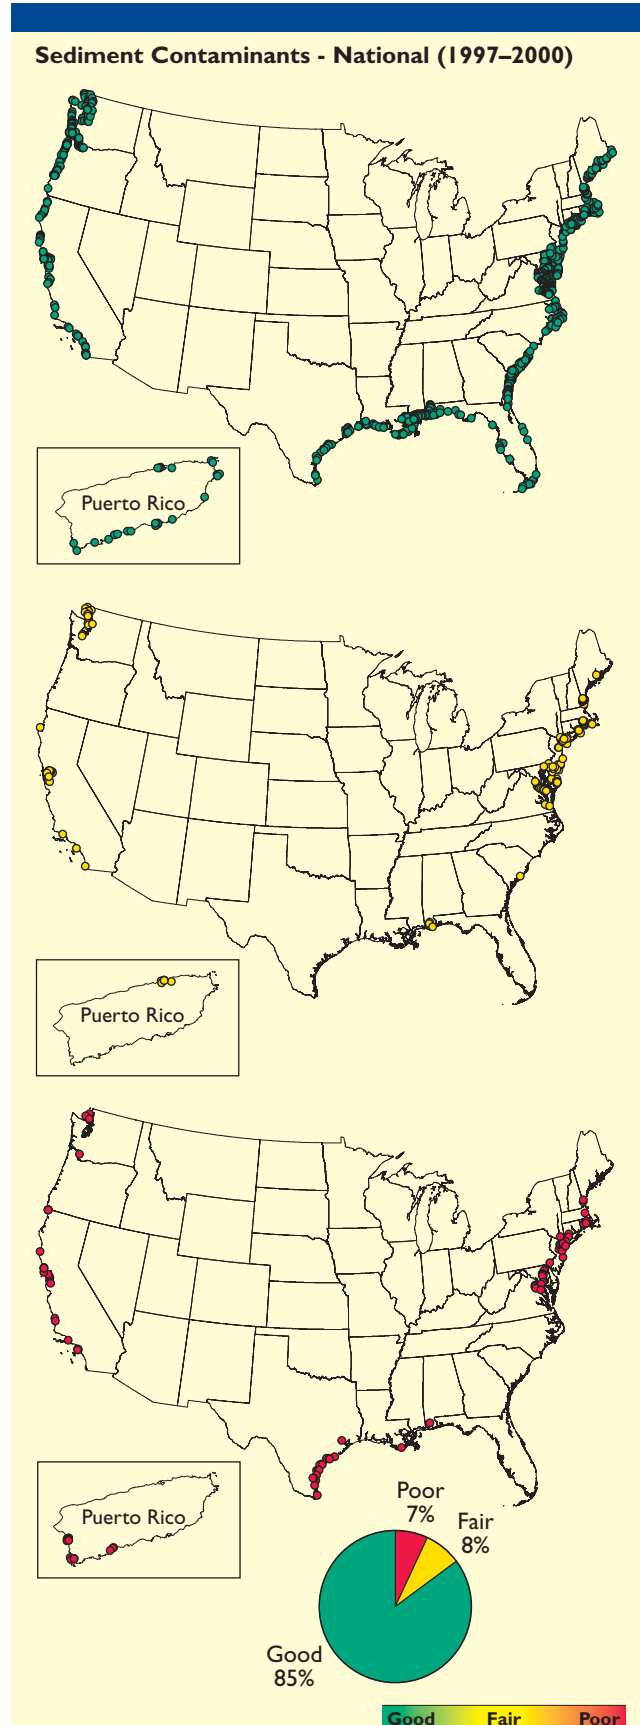 Sediment Contaminants - National (1997–2000)
Puerto Rico
Puerto Rico
Puerto Rico
Poor
7%
Fair
8%
Good
85%
Good Fair Poor